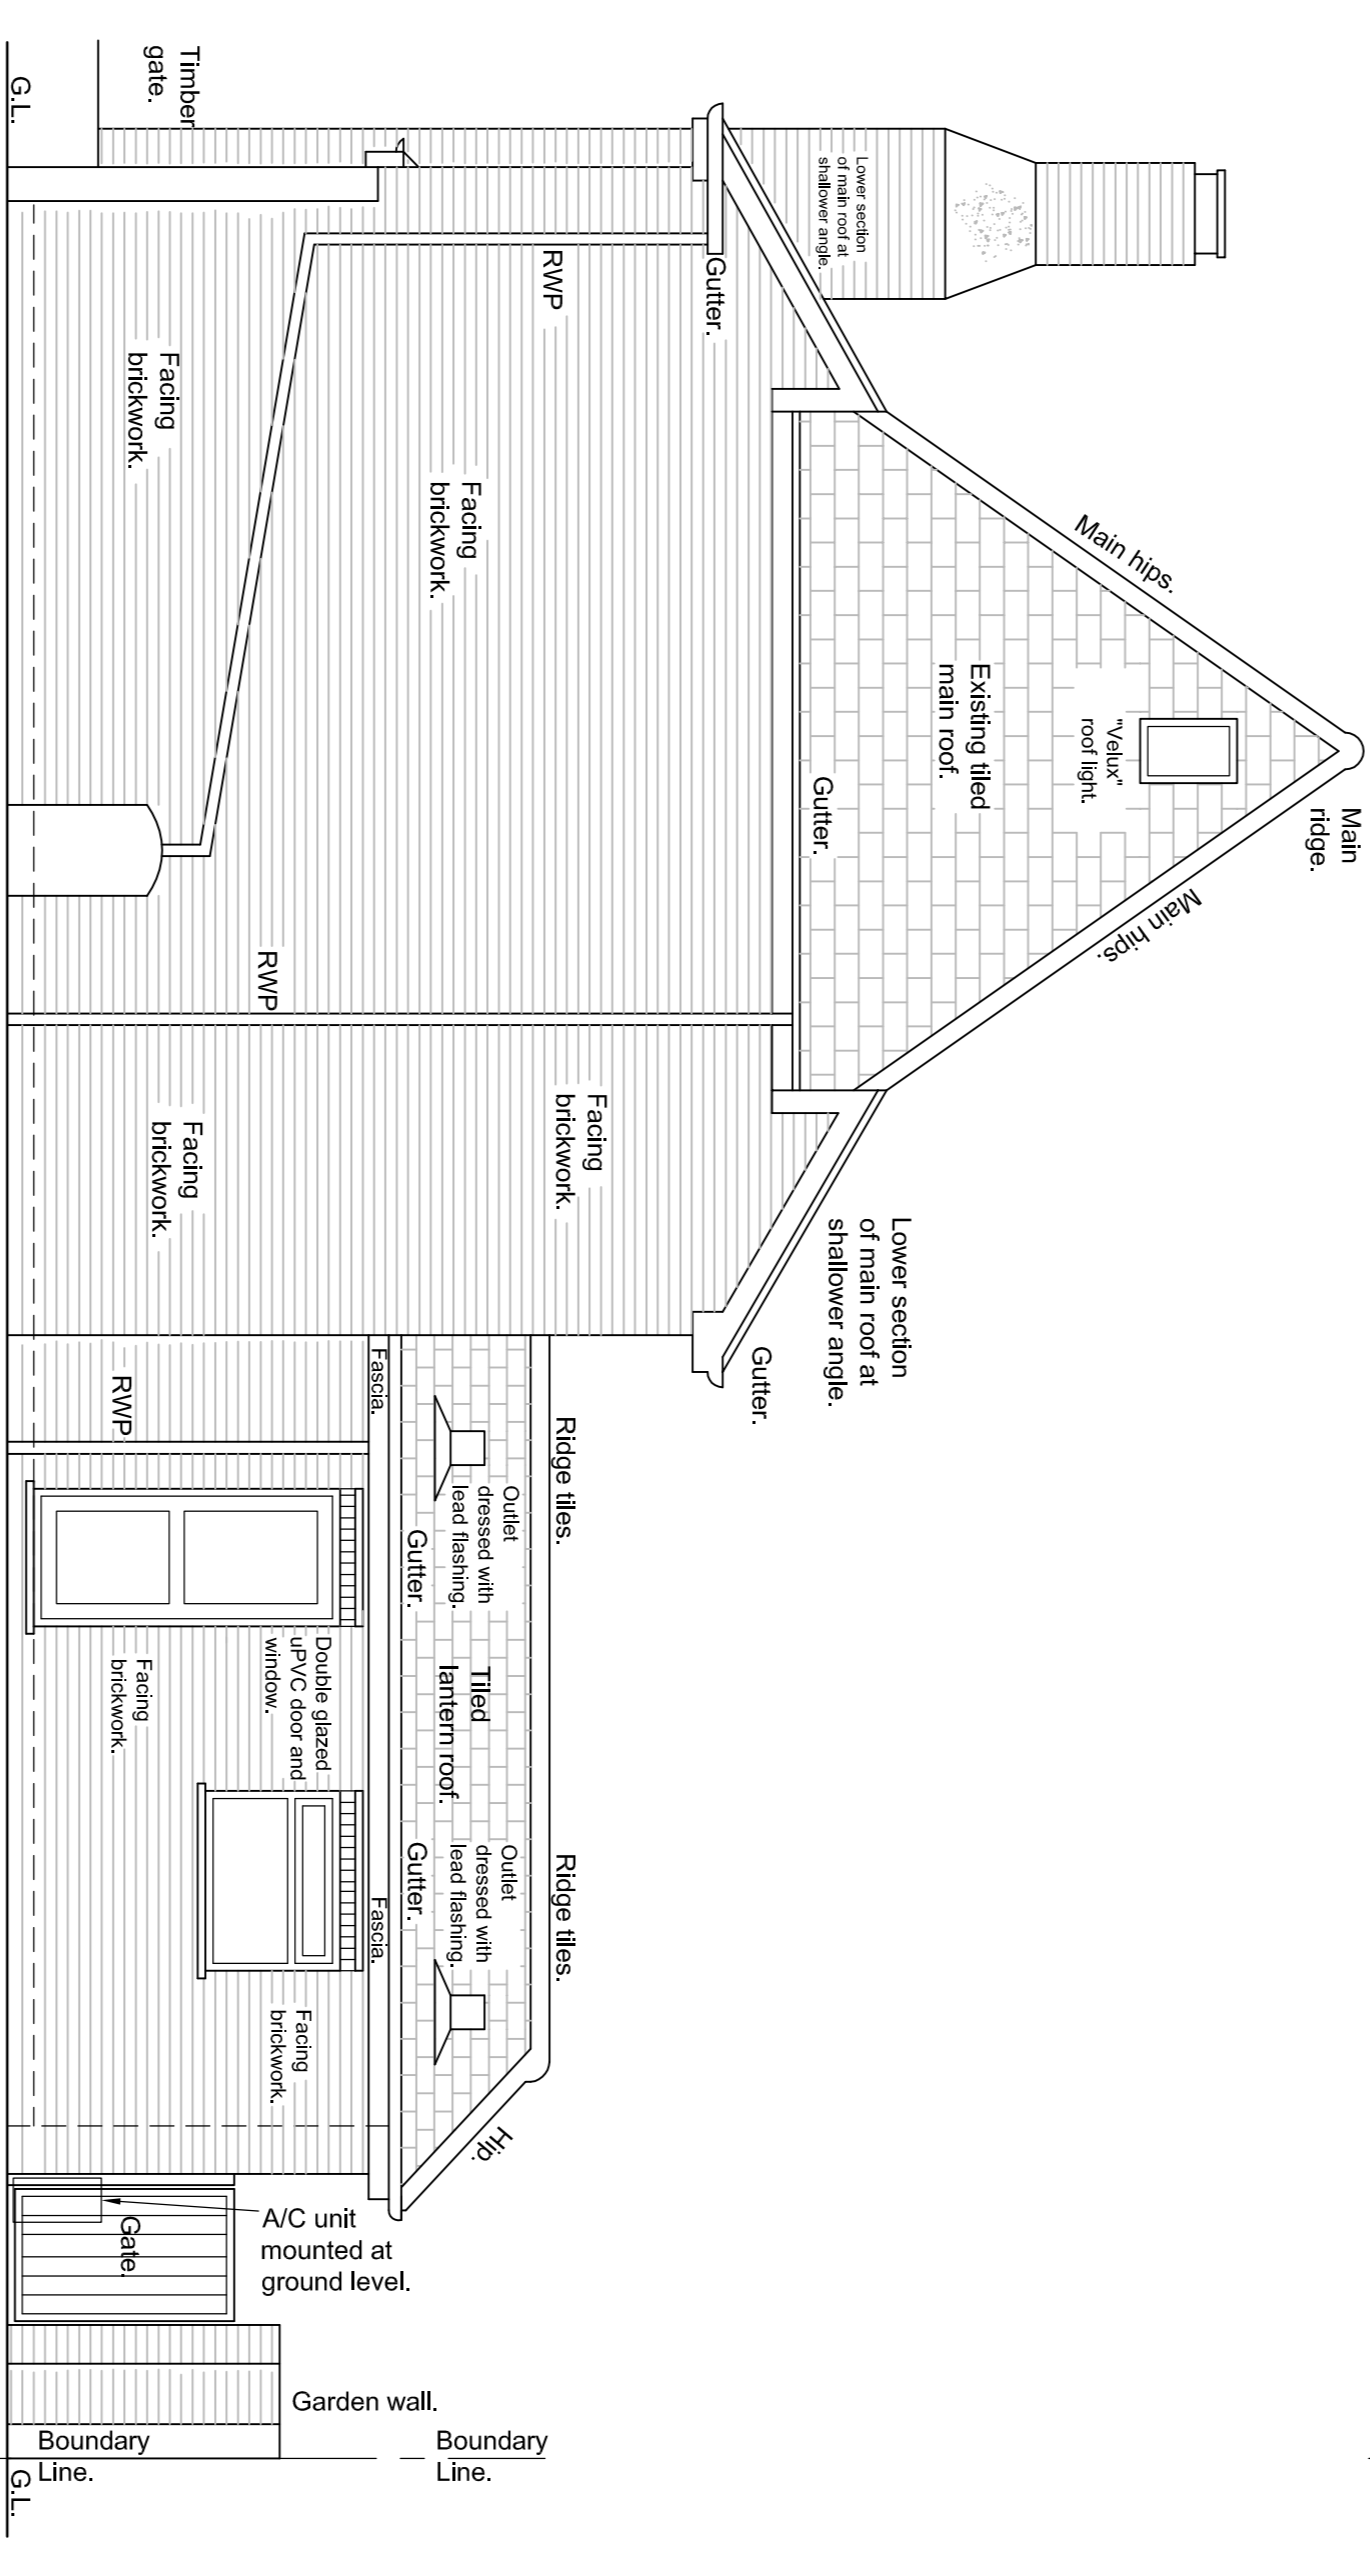 Timber
gate.
G.L.
Lower section
of main roof at
shallower angle.
Gutter.
RWP
Facing
brickwork.
Facing
brickwork.
Main hips.
Existing tiled
main roof.
"Velux"
roof light.
Gutter.
Main
ridge.
Main hips.
RWP
Facing
brickwork.
Facing
brickwork.
Lower section
of main roof at
shallower angle.
Gutter.
Fascia.
RWP
Ridge tiles.
Outlet
dressed with
lead flashing.
Gutter.
Double glazed
uPVC door and
window.
Facing
brickwork.
Tiled
lantern roof.
Ridge tiles.
Outlet
dressed with
lead flashing.
Gutter.
Fascia.
Facing
brickwork.
Hip.
A/C unit
mounted at
ground level.
Gate.
Garden wall.
Boundary
Line.
Boundary
Line.
G.L.